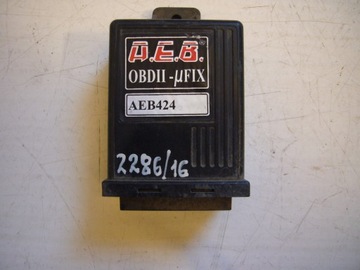 A.E.B.®
OBDII - µFIX
AEB424
2286/16